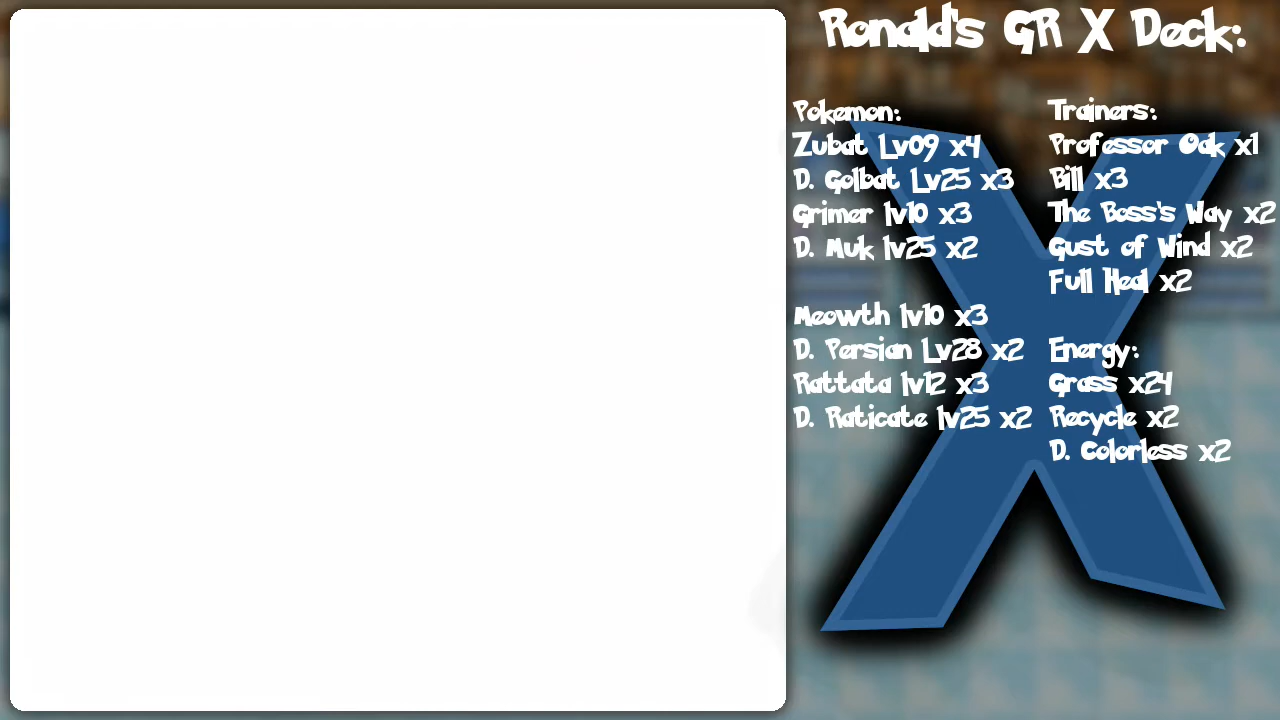 Ronald's GR X Deck:
Pokemon:
Zubat Lv09 x4
D. Golbat Lv25 x3
Grimer lv10 x3
D. Muk lv25 x2
Meowth lv10 x3
D. Persian Lv28 x2
Rattata lv12 x3
D. Raticate lv25 x2
Trainers:
Professor Oak x1
Bill x3
The Boss's Way x2
Gust of Wind x2
Full Heal x2
Energy:
Grass x24
Recycle x2
D. Colorless x2